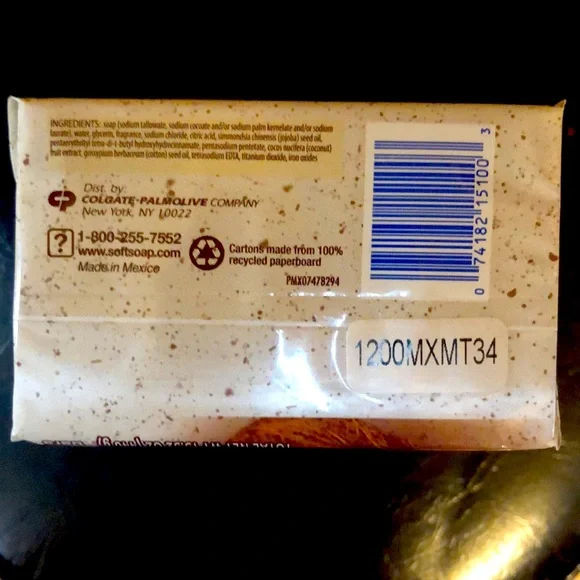 INGREDIENTS: soap (sodium tallowate, sodium cocoate and/or sodium palm kernelate and/or sodium
laurate), water, glycerin, fragrance, sodium chloride, citric acid, simmondsia chinensis (jojoba) seed oil,
pentaerythrityl tetra-di-t-butyl hydroxyhydrocinnamate, pentasodium pentetate, cocos nucifera (coconut)
fruit extract, gossypium herbaceum (cotton) seed oil, tetrasodium EDTA, titanium dioxide, iron oxides
CP
Dist. by:
COLGATE-PALMOLIVE COMPANY
New York, NY 10022
?
1-800-255-7552
www.softsoap.com
Made in Mexico
Cartons made from 100%
recycled paperboard
PMX07478294
0 74182 15100 3
1200MXMT34